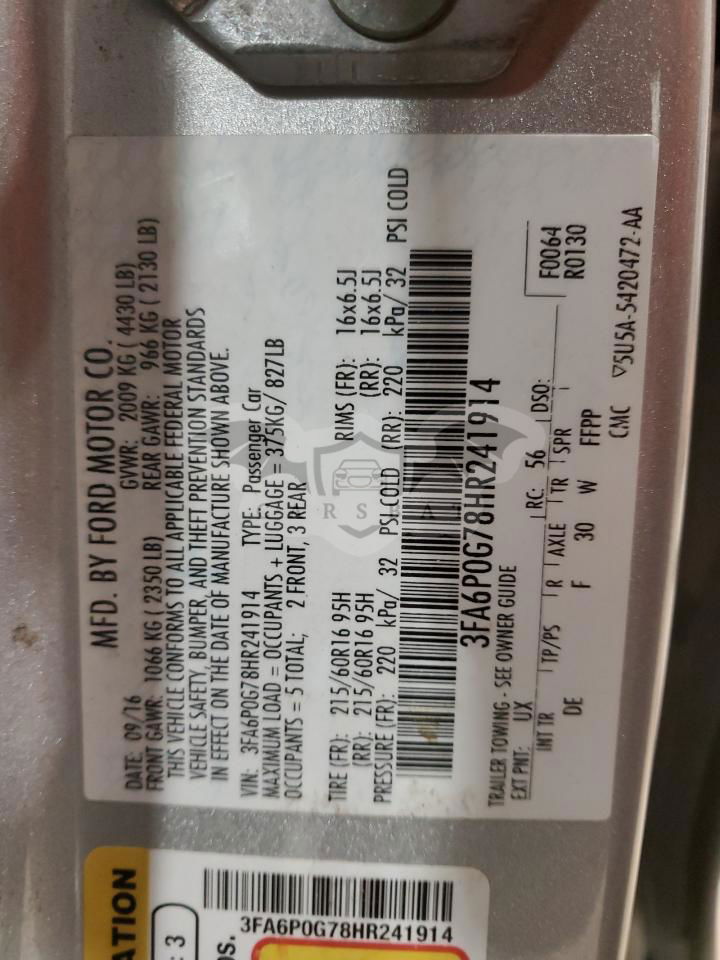 MFD. BY FORD MOTOR CO.
DATE: 09/16 GVWR: 2009 KG ( 4430 LB)
FRONT GAWR: 1066 KG ( 2350 LB) REAR GAWR: 966 KG ( 2130 LB)
THIS VEHICLE CONFORMS TO ALL APPLICABLE FEDERAL MOTOR
VEHICLE SAFETY, BUMPER, AND THEFT PREVENTION STANDARDS
IN EFFECT ON THE DATE OF MANUFACTURE SHOWN ABOVE.
VIN: 3FA6P0G78HR241914 TYPE: Passenger Car
MAXIMUM LOAD = OCCUPANTS + LUGGAGE = 375KG/ 827LB
OCCUPANTS = 5 TOTAL; 2 FRONT, 3 REAR
TIRE (FR): 215/60R16 95H RIMS (FR): 16x6.5J
(RR): 215/60R16 95H (RR): 16x6.5J
PRESSURE (FR): 220 kPa/ 32 PSI COLD (RR): 220 kPa/ 32 PSI COLD
3FA6P0G78HR241914
TRAILER TOWING - SEE OWNER GUIDE
F0064
EXT PNT: UX RC: 56 DSO: R0130
INT TR TP/PS R AXLE TR SPR
DE F 30 W FFPP
CMC ▽5U5A-5420472-AA
ATION
: 3
os.
3FA6P0G78HR241914